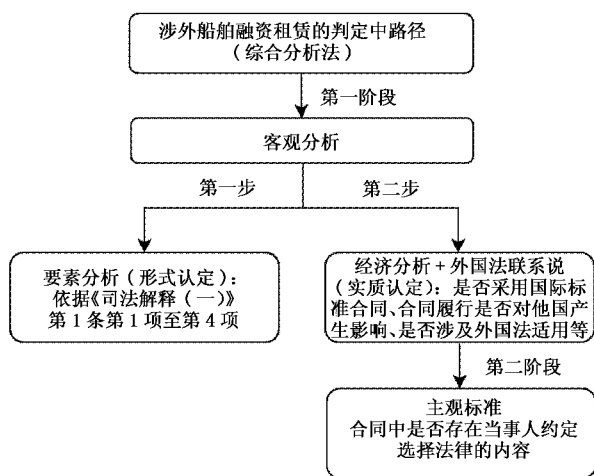 涉外船舶融资租赁的判定中路径
（综合分析法）
第一阶段
客观分析
第一步
第二步
要素分析（形式认定）：
依据《司法解释（一）》
第1条第1项至第4项
经济分析+外国法联系说
（实质认定）：是否采用国际标
准合同、合同履行是否对他国产
生影响、是否涉及外国法适用等
第二阶段
主观标准
合同中是否存在当事人约定
选择法律的内容